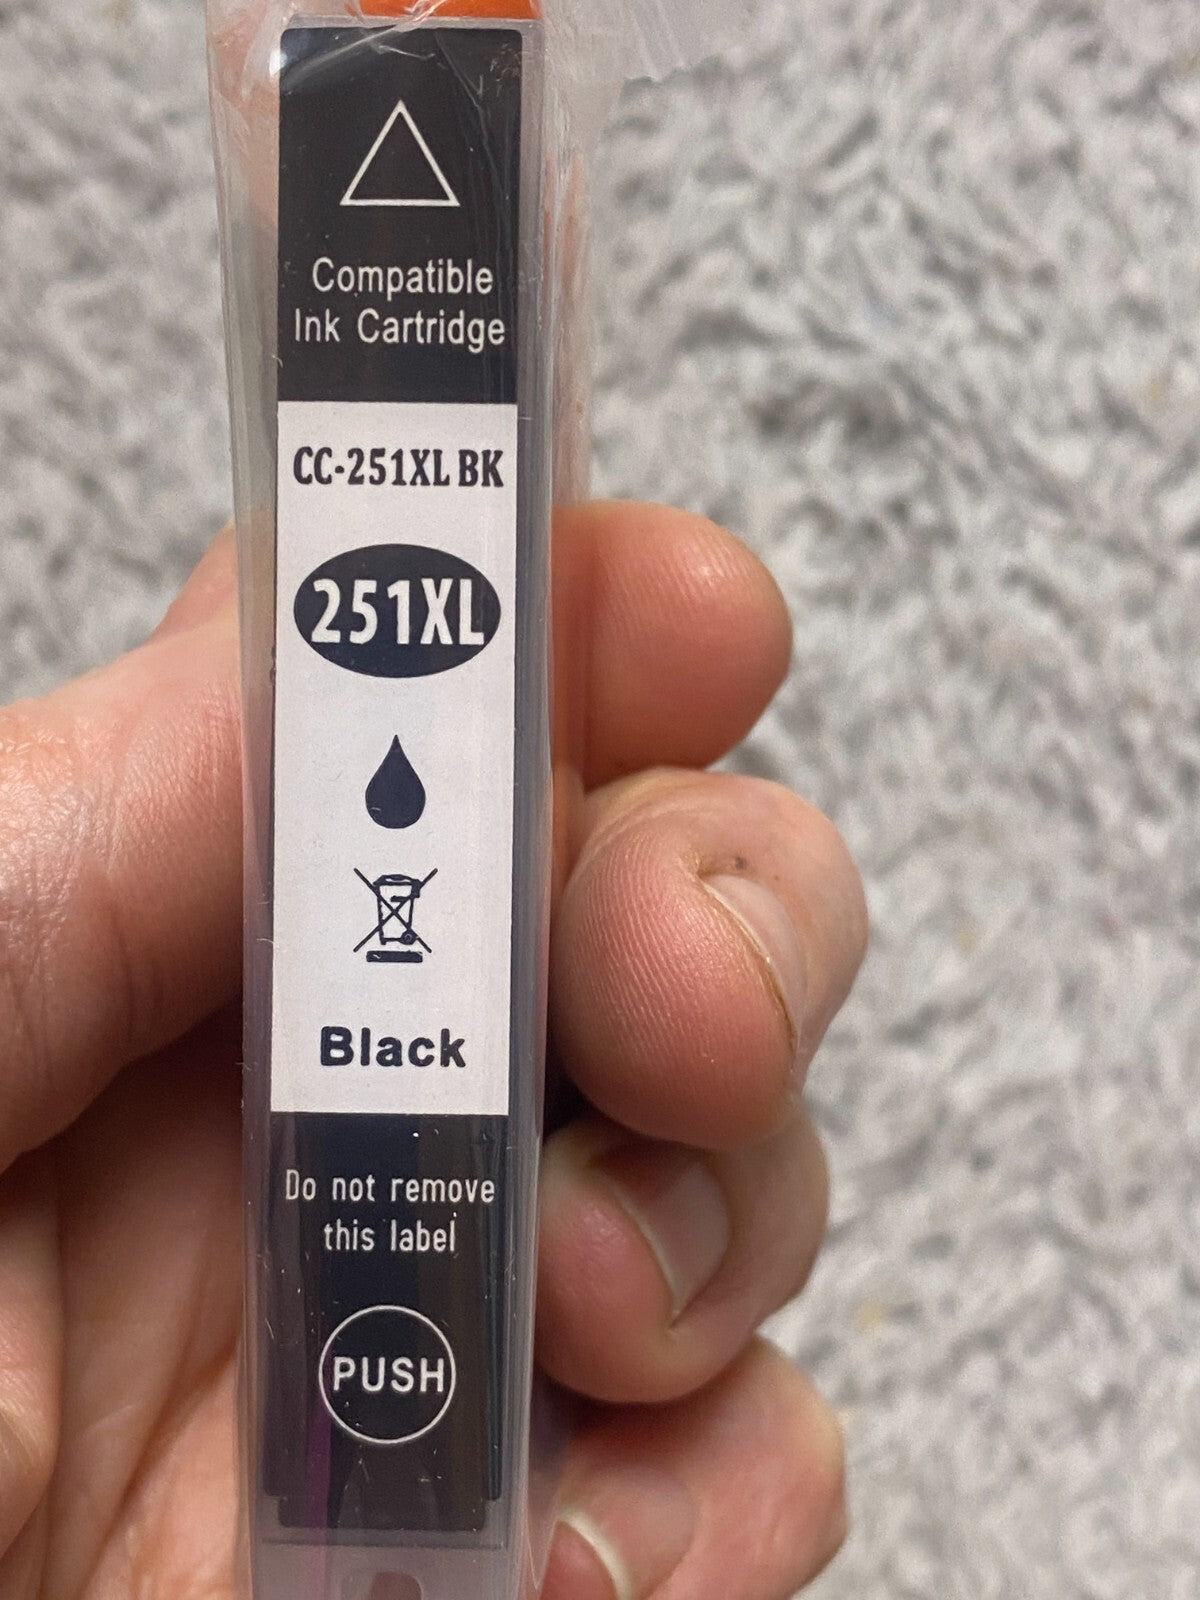 Compatible
Ink Cartridge
CC-251XL BK
251XL
Black
Do not remove
this label
PUSH